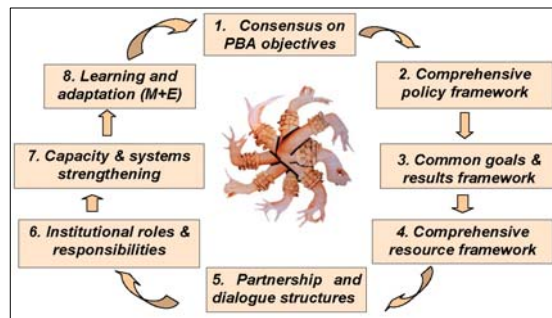 1. Consensus on
PBA objectives
2. Comprehensive
policy framework
3. Common goals &
results framework
4. Comprehensive
resource framework
5. Partnership and
dialogue structures
6. Institutional roles &
responsibilities
7. Capacity & systems
strengthening
8. Learning and
adaptation (M+E)